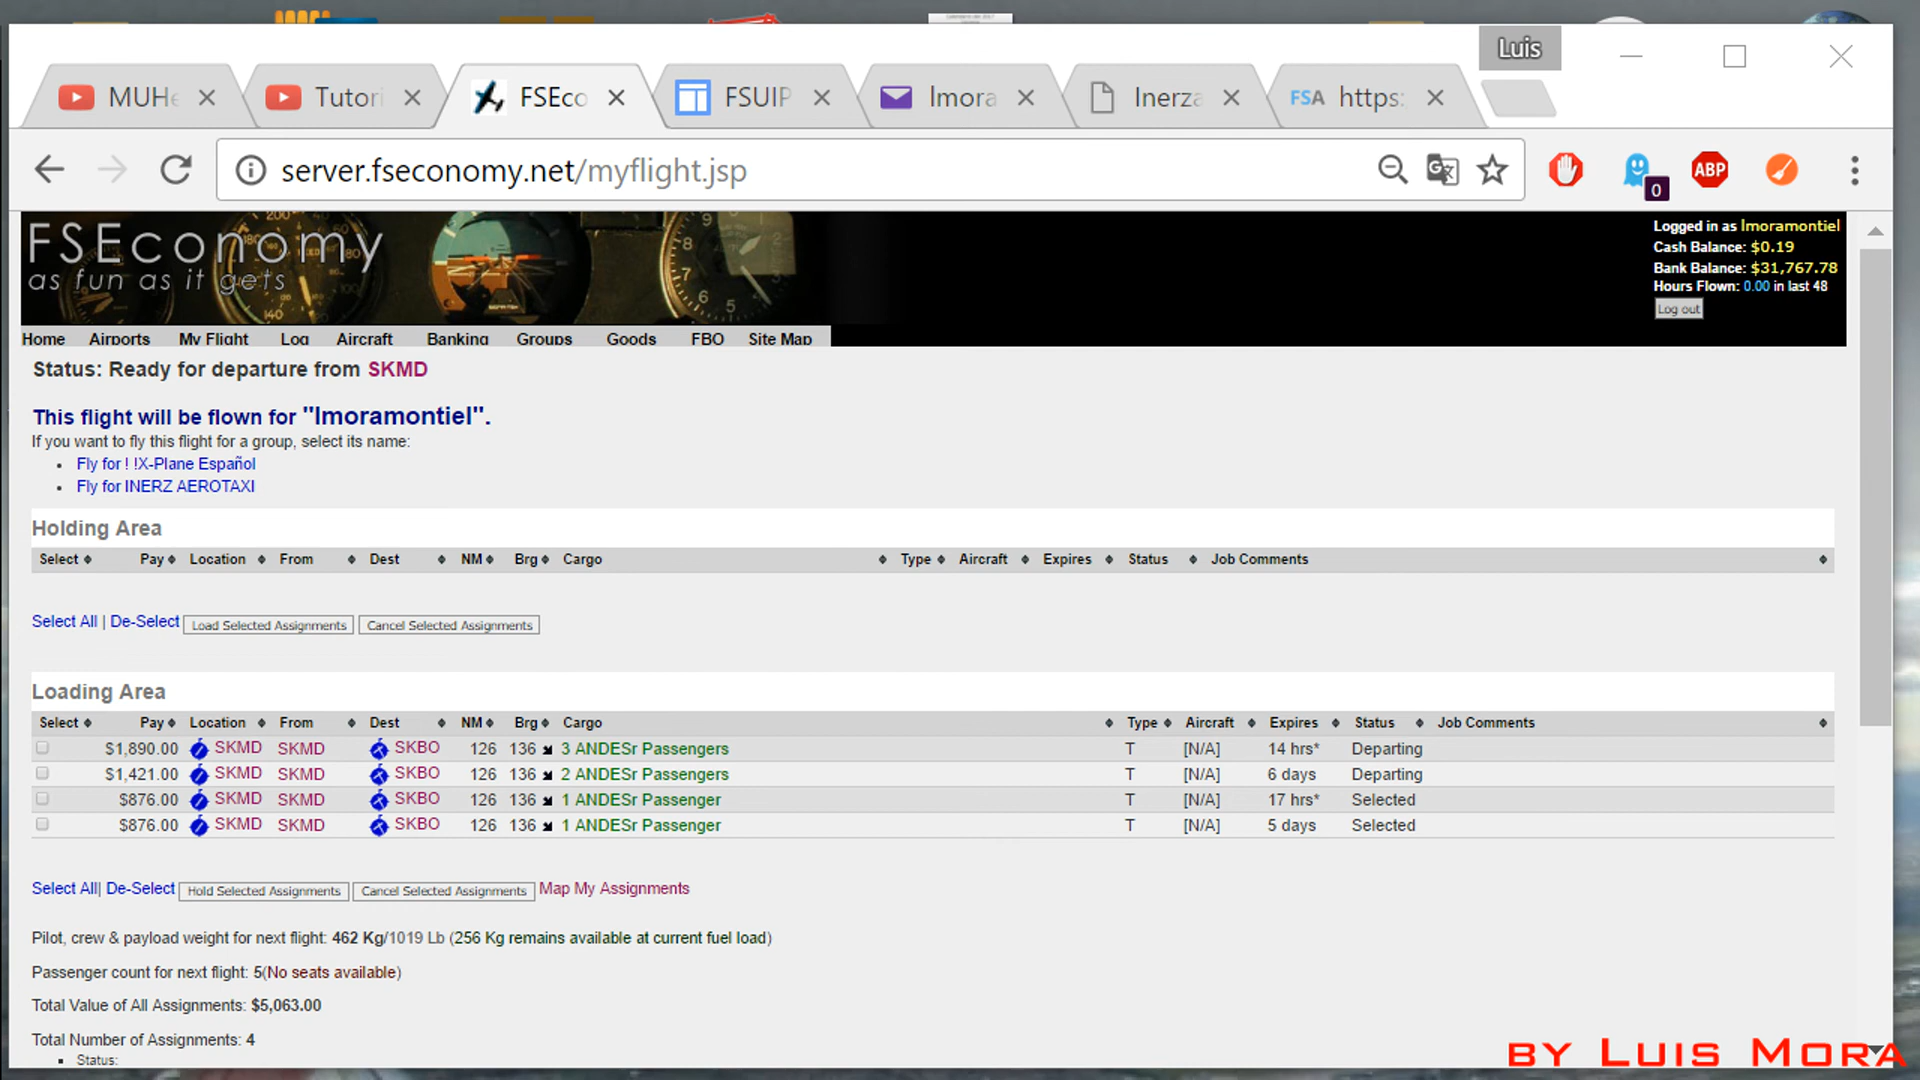 Luis
MUHe
Tutori
FSEco
FSUIP
lmora
Inerza
FSA https:
server.fseconomy.net/myflight.jsp
0
ABP
FSEconomy
as fun as it gets
Logged in as lmoramontiel
Cash Balance: $0.19
Bank Balance: $31,767.78
Hours Flown: 0.00 in last 48
Log out
Home Airports My Flight Log Aircraft Banking Groups Goods FBO Site Map
Status: Ready for departure from SKMD
This flight will be flown for "lmoramontiel".
If you want to fly this flight for a group, select its name:
Fly for ! !X-Plane Español
Fly for INERZ AEROTAXI
Holding Area
Select Pay Location From Dest NM Brg Cargo Type Aircraft Expires Status Job Comments
Select All | De-Select Load Selected Assignments Cancel Selected Assignments
Loading Area
Select Pay Location From Dest NM Brg Cargo Type Aircraft Expires Status Job Comments
$1,890.00 SKMD SKMD SKBO 126 136 3 ANDESr Passengers T [N/A] 14 hrs* Departing
$1,421.00 SKMD SKMD SKBO 126 136 2 ANDESr Passengers T [N/A] 6 days Departing
$876.00 SKMD SKMD SKBO 126 136 1 ANDESr Passenger T [N/A] 17 hrs* Selected
$876.00 SKMD SKMD SKBO 126 136 1 ANDESr Passenger T [N/A] 5 days Selected
Select All| De-Select Hold Selected Assignments Cancel Selected Assignments Map My Assignments
Pilot, crew & payload weight for next flight: 462 Kg/1019 Lb (256 Kg remains available at current fuel load)
Passenger count for next flight: 5(No seats available)
Total Value of All Assignments: $5,063.00
Total Number of Assignments: 4
Status:
BY LUIS MORA